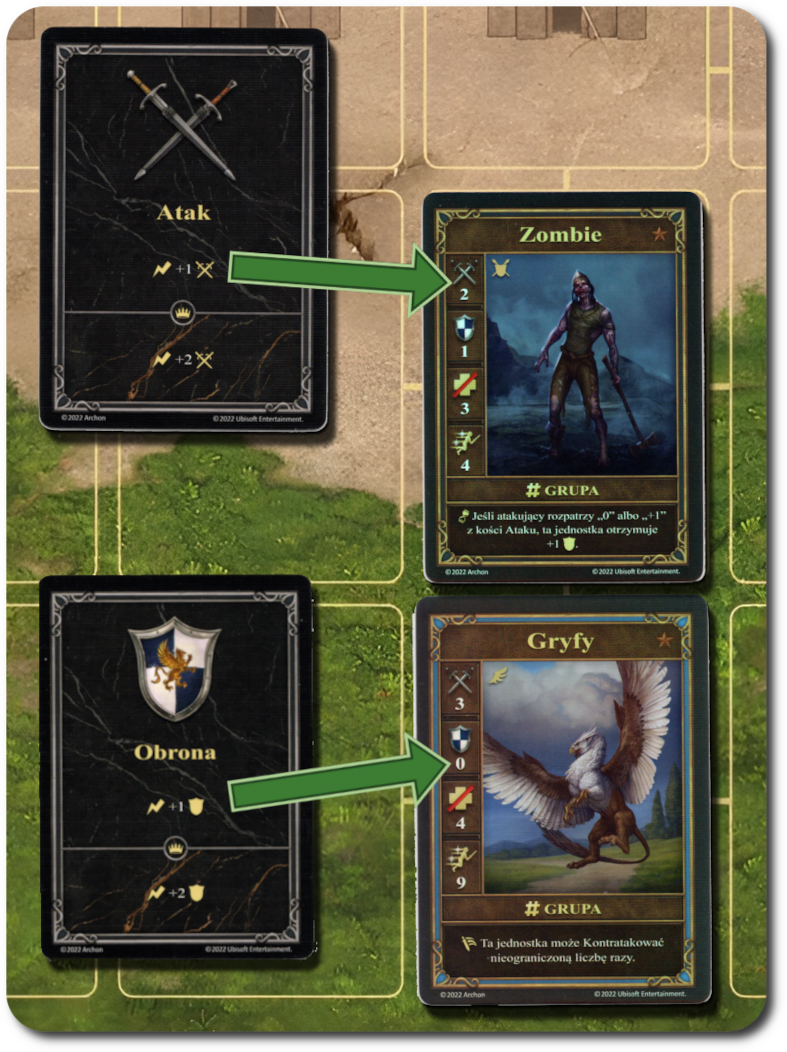 Atak
+1
+2
©2022 Archon ©2022 Ubisoft Entertainment.
Zombie
2
1
3
4
# GRUPA
Jeśli atakujący rozpatrzy „0” albo „+1”
z kości Ataku, ta jednostka otrzymuje
+1 .
©2022 Archon ©2022 Ubisoft Entertainment.
Obrona
+1
+2
©2022 Archon ©2022 Ubisoft Entertainment.
Gryfy
3
0
4
9
# GRUPA
Ta jednostka może Kontratakować
nieograniczoną liczbę razy.
©2022 Archon ©2022 Ubisoft Entertainment.